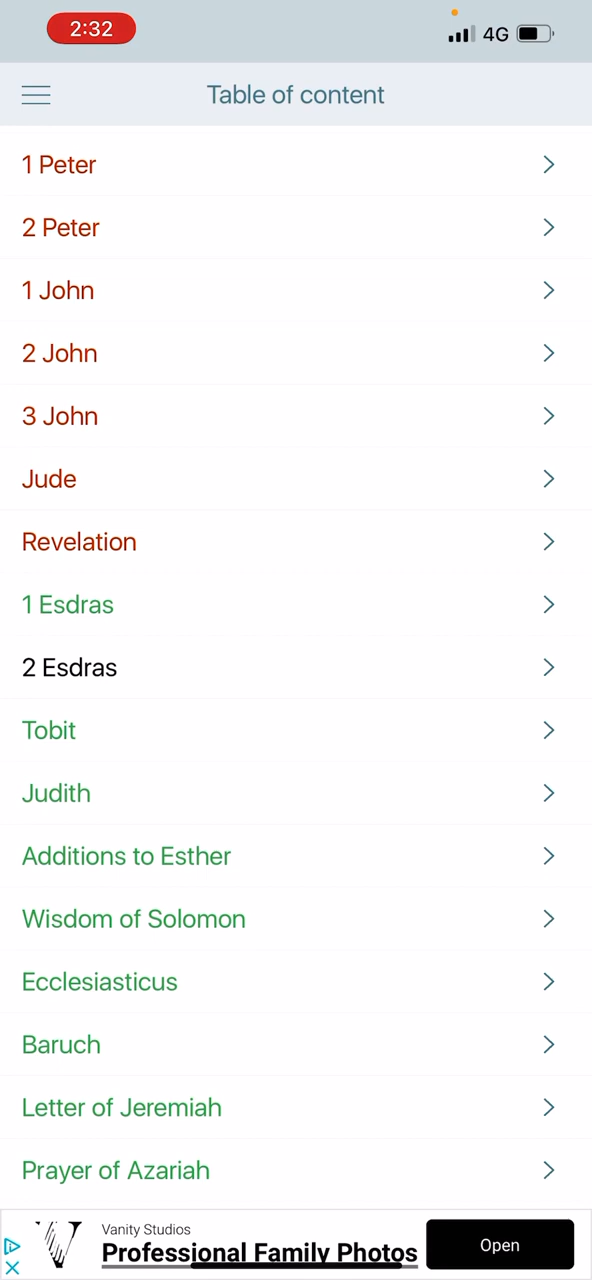 2:32
4G
Table of content
1 Peter
2 Peter
1 John
2 John
3 John
Jude
Revelation
1 Esdras
2 Esdras
Tobit
Judith
Additions to Esther
Wisdom of Solomon
Ecclesiasticus
Baruch
Letter of Jeremiah
Prayer of Azariah
Vanity Studios
Professional Family Photos
Open